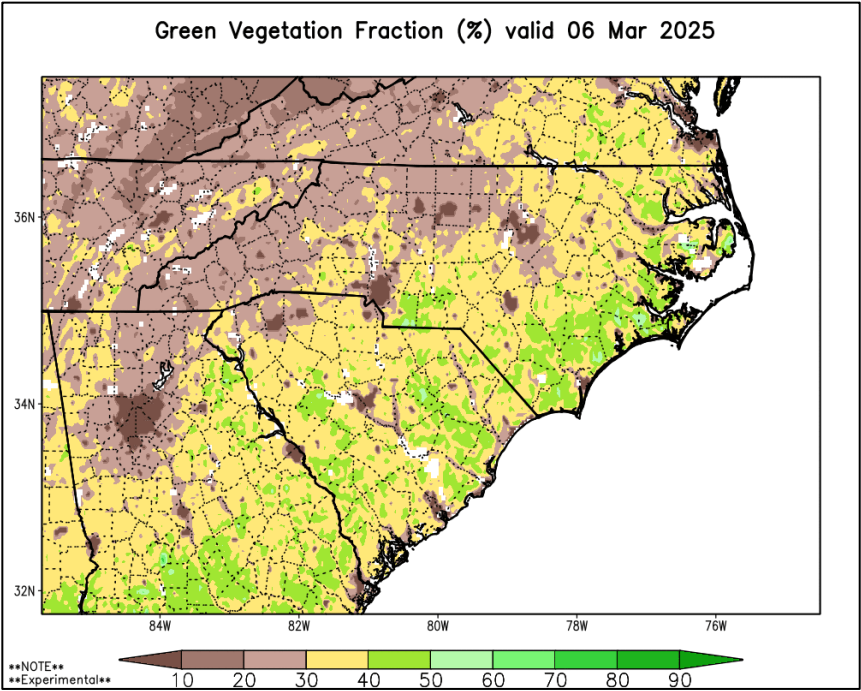 Green Vegetation Fraction (%) valid 06 Mar 2025
36N
34N
32N
84W 82W 80W 78W 76W
**NOTE**
**Experimental**
10 20 30 40 50 60 70 80 90